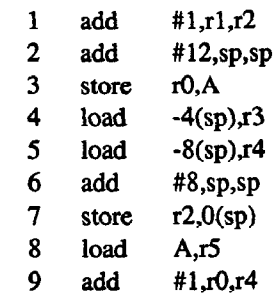 1 add #1,r1,r2
2 add #12,sp,sp
3 store r0,A
4 load -4(sp),r3
5 load -8(sp),r4
6 add #8,sp,sp
7 store r2,0(sp)
8 load A,r5
9 add #1,r0,r4